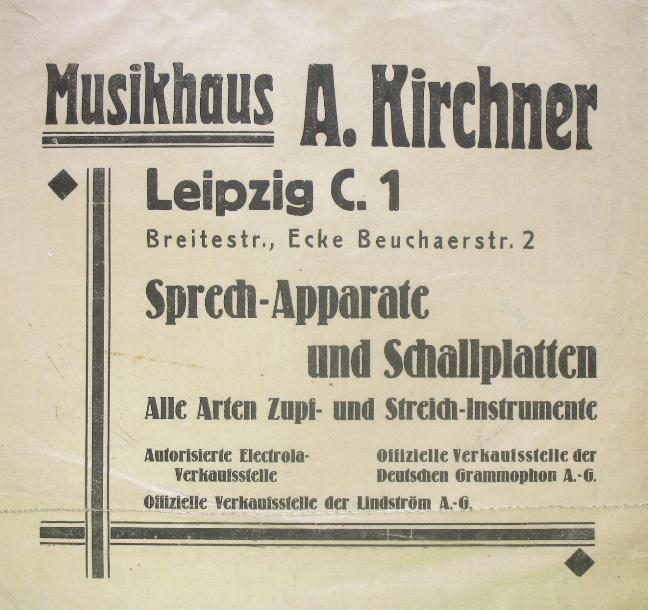 Musikhaus A. Kirchner
Leipzig C. 1
Breitestr., Ecke Beuchaerstr. 2
Sprech-Apparate
und Schallplatten
Alle Arten Zupf- und Streich-Instrumente
Autorisierte Electrola-
Verkaufsstelle
Offizielle Verkaufsstelle der
Deutschen Grammophon A.-G.
Offizielle Verkaufsstelle der Lindström A.-G.